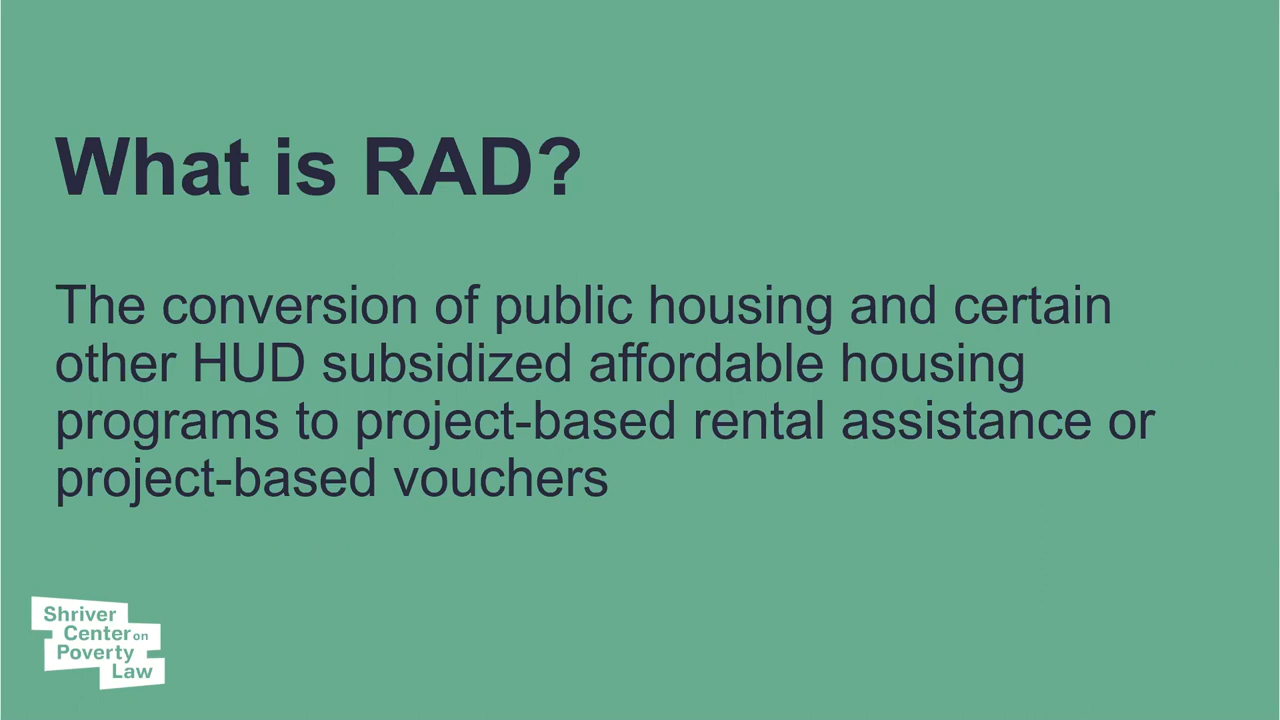 What is RAD?
The conversion of public housing and certain
other HUD subsidized affordable housing
programs to project-based rental assistance or
project-based vouchers
Shriver
Center on
Poverty
Law